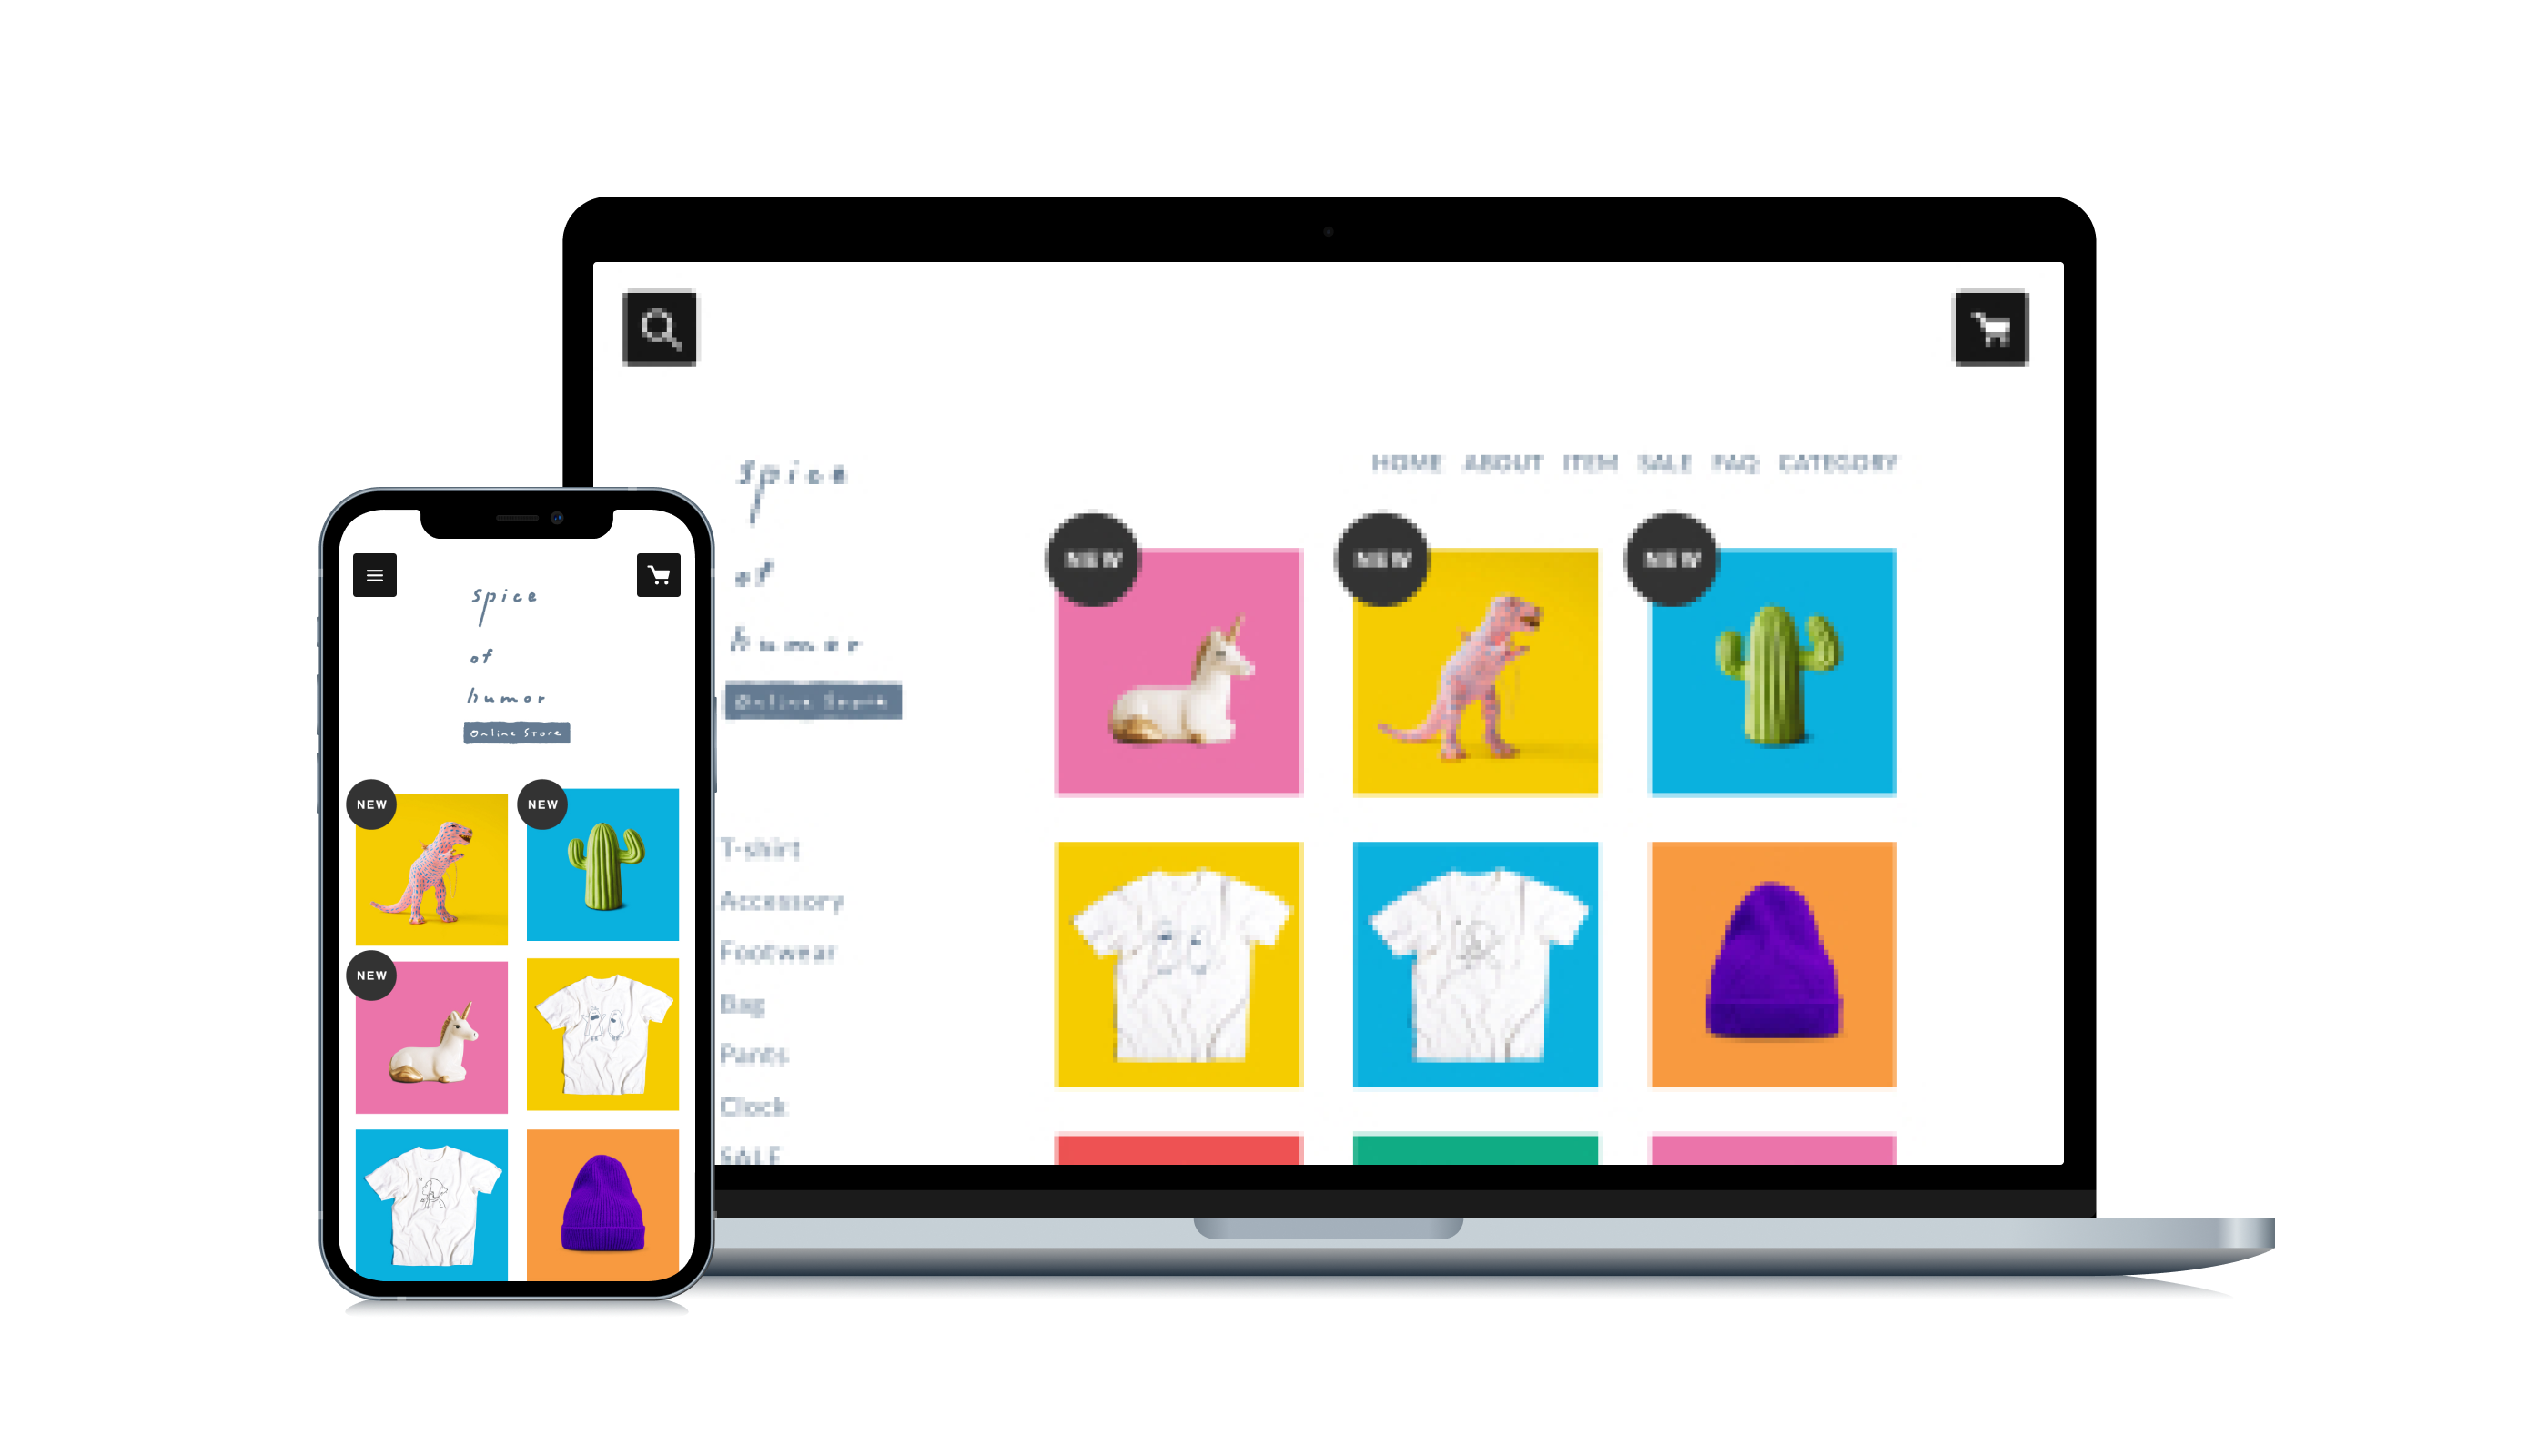 spice
of
humor
Online Store
HOME ABOUT ITEM SALE FAQ CATEGORY
NEW NEW NEW
T-shirt
Accessory
Footwear
Bag
Pants
Clock
SALE
spice
of
humor
Online Store
NEW NEW
NEW